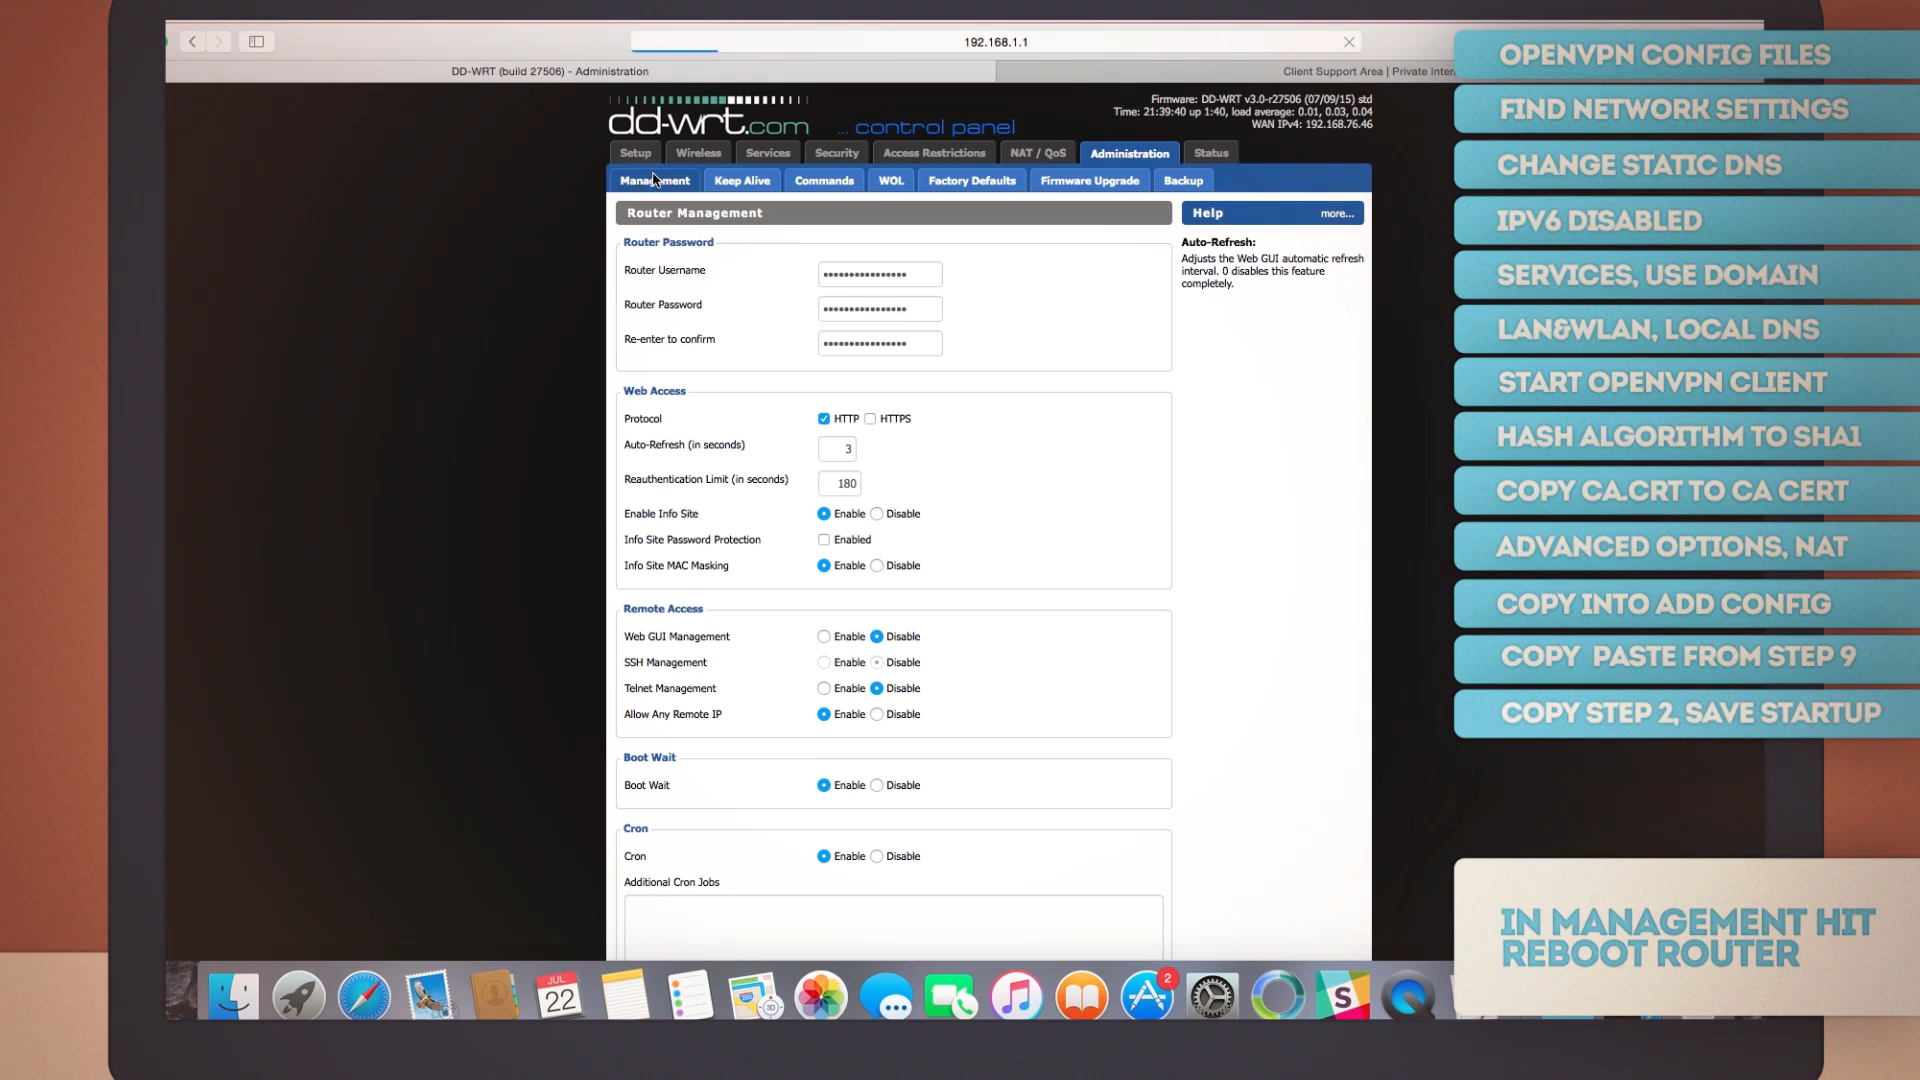 192.168.1.1
DD-WRT (build 27506) - Administration
Client Support Area | Private Inter
dd-wrt.com ... control panel
Firmware: DD-WRT v3.0-r27506 (07/09/15) std
Time: 21:39:40 up 1:40, load average: 0.01, 0.03, 0.04
WAN IPv4: 192.168.76.46
Setup Wireless Services Security Access Restrictions NAT / QoS Administration Status
Management Keep Alive Commands WOL Factory Defaults Firmware Upgrade Backup
Router Management
Router Password
Router Username
Router Password
Re-enter to confirm
Web Access
Protocol HTTP HTTPS
Auto-Refresh (in seconds) 3
Reauthentication Limit (in seconds) 180
Enable Info Site Enable Disable
Info Site Password Protection Enabled
Info Site MAC Masking Enable Disable
Remote Access
Web GUI Management Enable Disable
SSH Management Enable Disable
Telnet Management Enable Disable
Allow Any Remote IP Enable Disable
Boot Wait
Boot Wait Enable Disable
Cron
Cron Enable Disable
Additional Cron Jobs
Help more...
Auto-Refresh:
Adjusts the Web GUI automatic refresh
interval. 0 disables this feature
completely.
OPENVPN CONFIG FILES
FIND NETWORK SETTINGS
CHANGE STATIC DNS
IPV6 DISABLED
SERVICES, USE DOMAIN
LAN&WLAN, LOCAL DNS
START OPENVPN CLIENT
HASH ALGORITHM TO SHA1
COPY CA.CRT TO CA CERT
ADVANCED OPTIONS, NAT
COPY INTO ADD CONFIG
COPY PASTE FROM STEP 9
COPY STEP 2, SAVE STARTUP
IN MANAGEMENT HIT
REBOOT ROUTER
JUL
22
3D
2
S